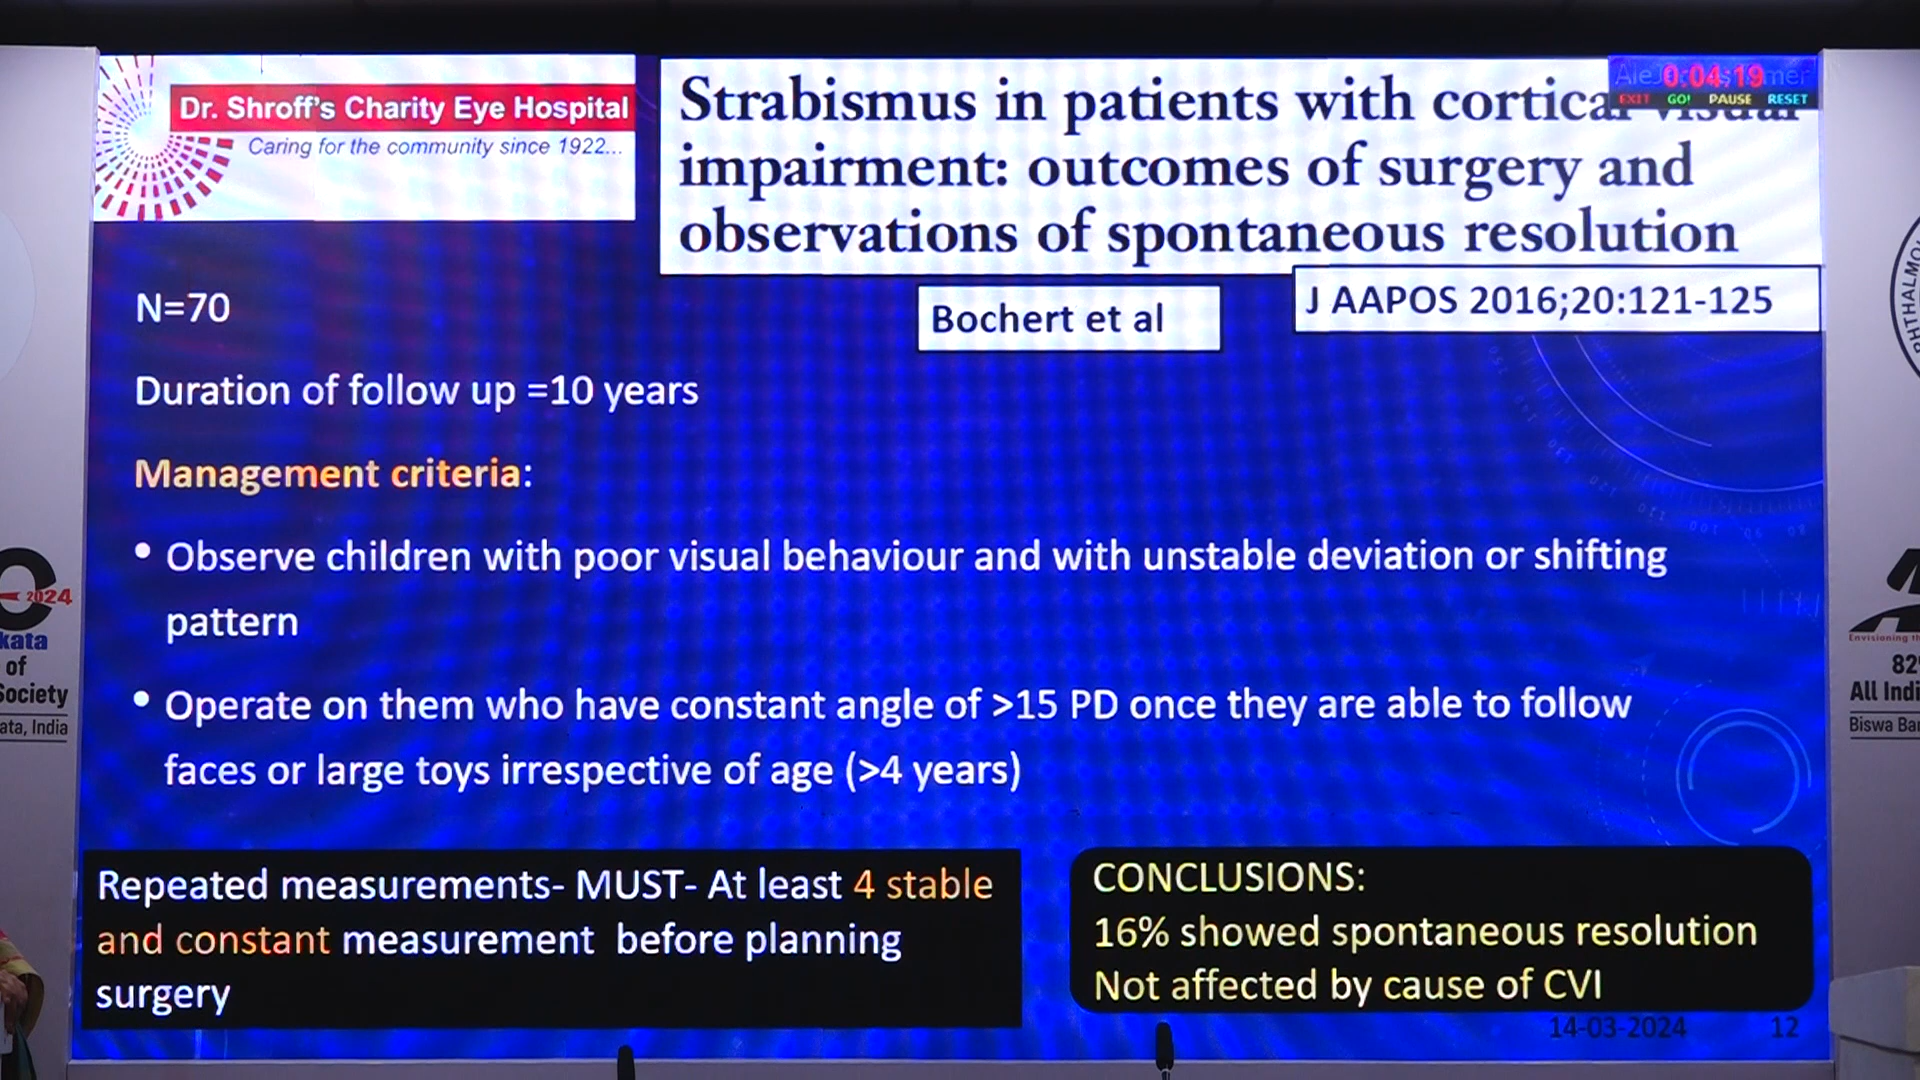 Dr. Shroff's Charity Eye Hospital
Caring for the community since 1922...
Strabismus in patients with cortical visual
impairment: outcomes of surgery and
observations of spontaneous resolution
0:04:19
EXIT GO! PAUSE RESET
Bochert et al
J AAPOS 2016;20:121-125
N=70
Duration of follow up =10 years
Management criteria:
• Observe children with poor visual behaviour and with unstable deviation or shifting
pattern
• Operate on them who have constant angle of >15 PD once they are able to follow
faces or large toys irrespective of age (>4 years)
Repeated measurements- MUST- At least 4 stable
and constant measurement before planning
surgery
CONCLUSIONS:
16% showed spontaneous resolution
Not affected by cause of CVI
14-03-2024 12
2024
kata
of
Society
ata, India
All Indi
Biswa Ba